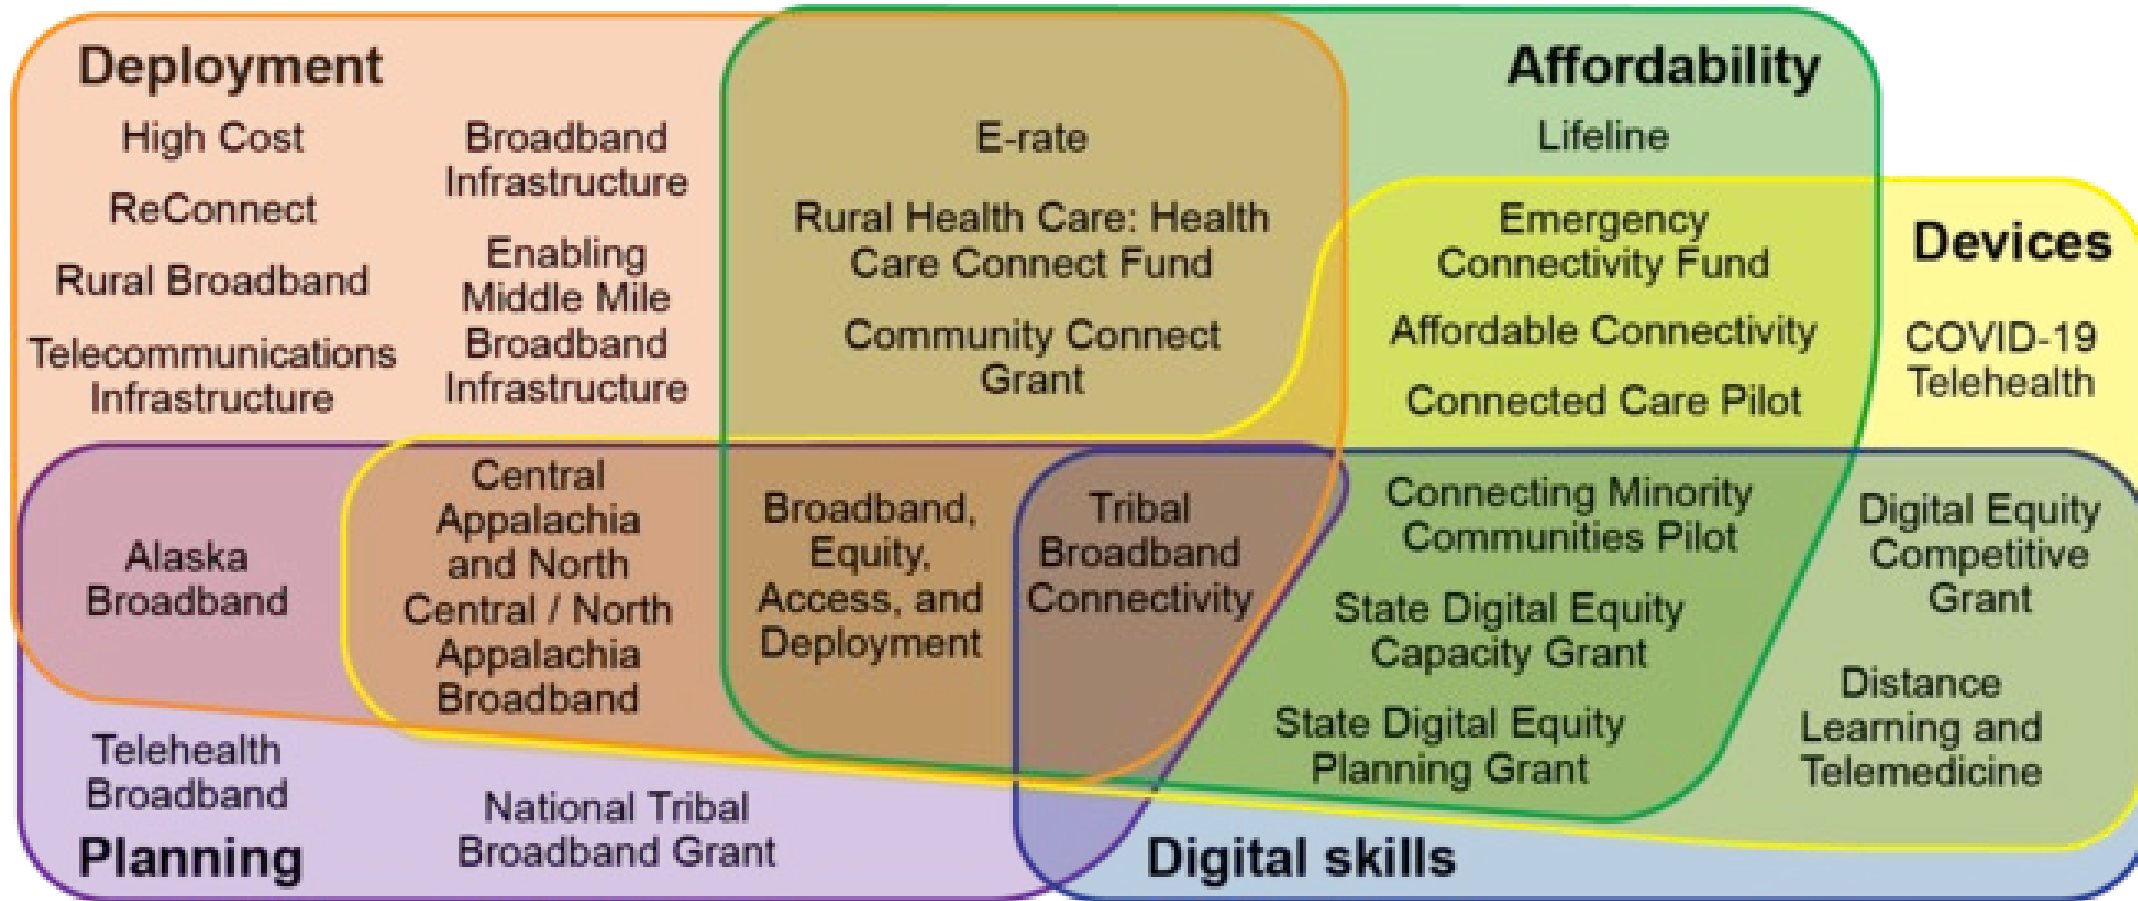 Deployment
High Cost
ReConnect
Rural Broadband
Telecommunications
Infrastructure
Broadband
Infrastructure
Enabling
Middle Mile
Broadband
Infrastructure
E-rate
Rural Health Care: Health
Care Connect Fund
Community Connect
Grant
Affordability
Lifeline
Emergency
Connectivity Fund
Affordable Connectivity
Connected Care Pilot
Devices
COVID-19
Telehealth
Alaska
Broadband
Central
Appalachia
and North
Central / North
Appalachia
Broadband
Broadband,
Equity,
Access, and
Deployment
Tribal
Broadband
Connectivity
Connecting Minority
Communities Pilot
State Digital Equity
Capacity Grant
State Digital Equity
Planning Grant
Digital Equity
Competitive
Grant
Distance
Learning and
Telemedicine
Telehealth
Broadband
National Tribal
Broadband Grant
Planning
Digital skills